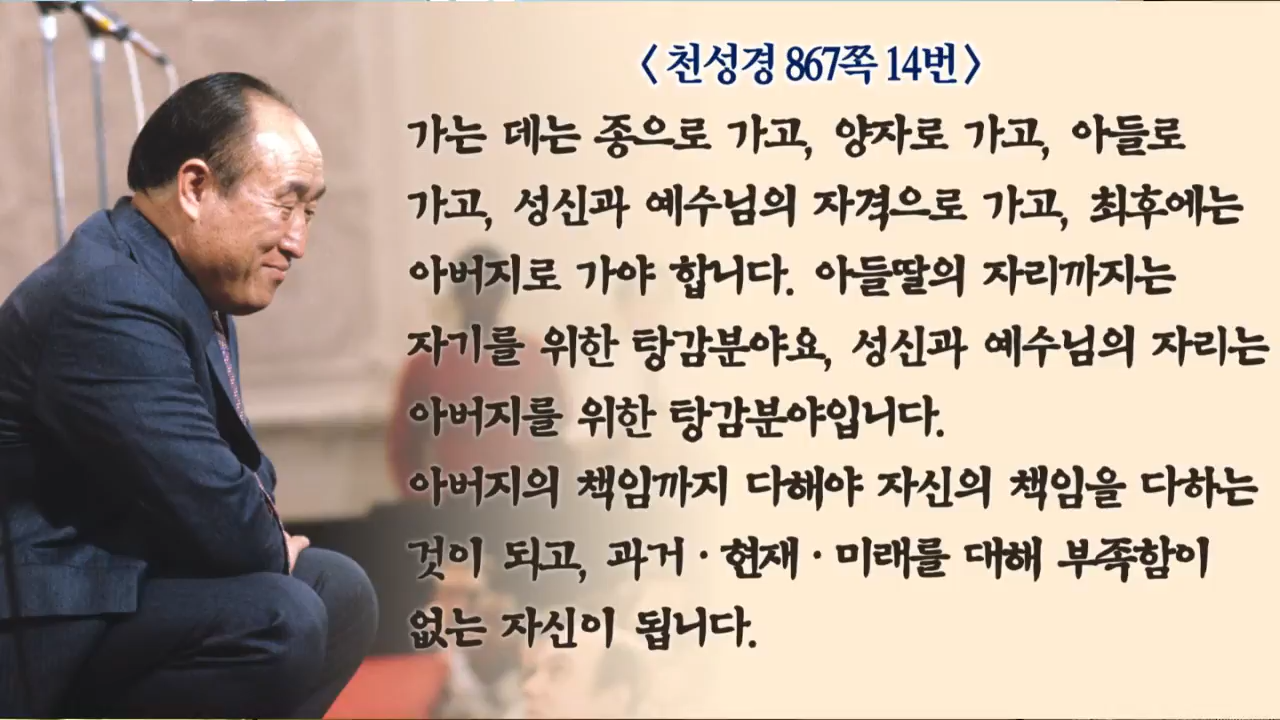 〈 천성경 867쪽 14번 〉
가는 데는 종으로 가고, 양자로 가고, 아들로
가고, 성신과 예수님의 자격으로 가고, 최후에는
아버지로 가야 합니다. 아들딸의 자리까지는
자기를 위한 탕감분야요, 성신과 예수님의 자리는
아버지를 위한 탕감분야입니다.
아버지의 책임까지 다해야 자신의 책임을 다하는
것이 되고, 과거·현재·미래를 대해 부족함이
없는 자신이 됩니다.